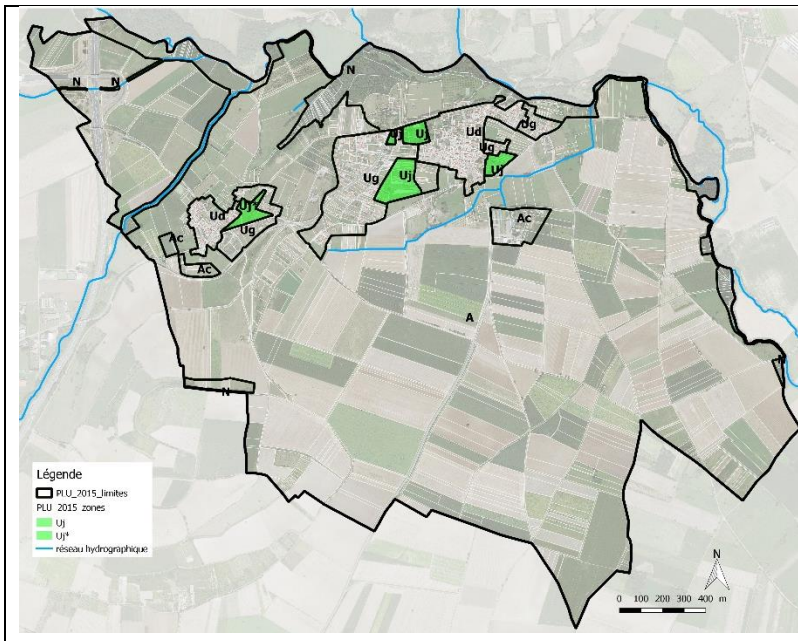 N
N N
Ug
Uj Uj Ud
Ug
Ug Uj Uj
Uj*
Ud Ac
Ug
Ac
Ac
A
N
N
Légende
PLU_2015_limites
PLU 2015 zones
Uj
Uj*
réseau hydrographique
N
0 100 200 300 400 m